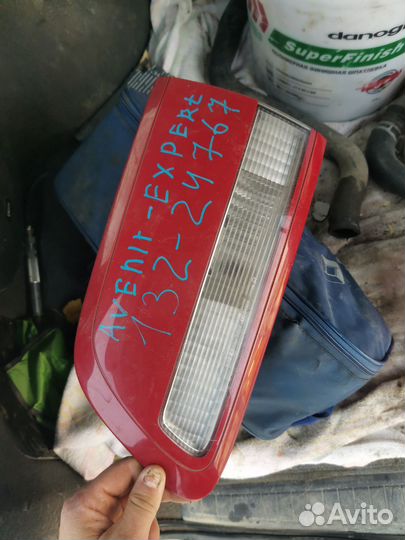 danog
SuperFinish
AVENIR-EXPERT
132-24767
Avito